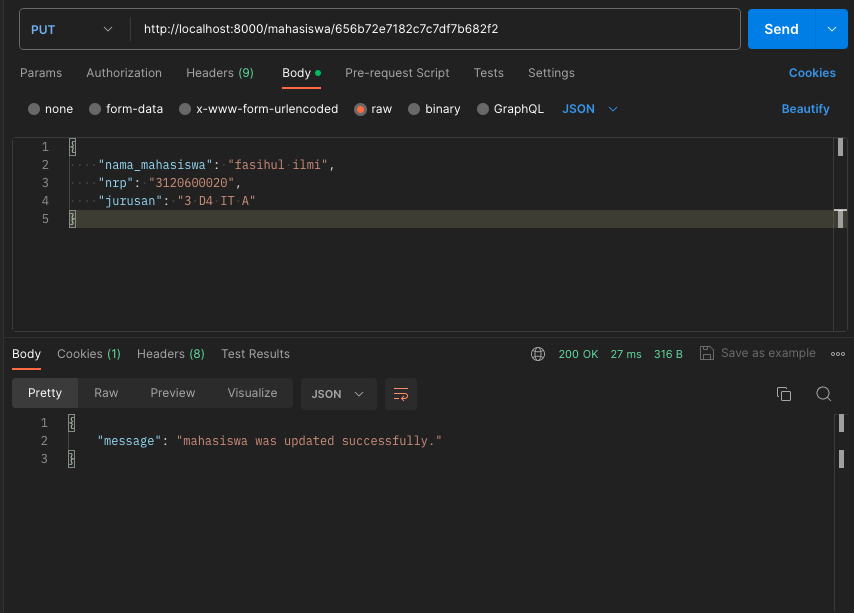 PUT http://localhost:8000/mahasiswa/656b72e7182c7c7df7b682f2 Send
Params Authorization Headers (9) Body Pre-request Script Tests Settings Cookies
none form-data x-www-form-urlencoded raw binary GraphQL JSON Beautify
1 {
2 "nama_mahasiswa": "fasihul ilmi",
3 "nrp": "3120600020",
4 "jurusan": "3 D4 IT A"
5 }
Body Cookies (1) Headers (8) Test Results 200 OK 27 ms 316 B Save as example
Pretty Raw Preview Visualize JSON
1 {
2 "message": "mahasiswa was updated successfully."
3 }